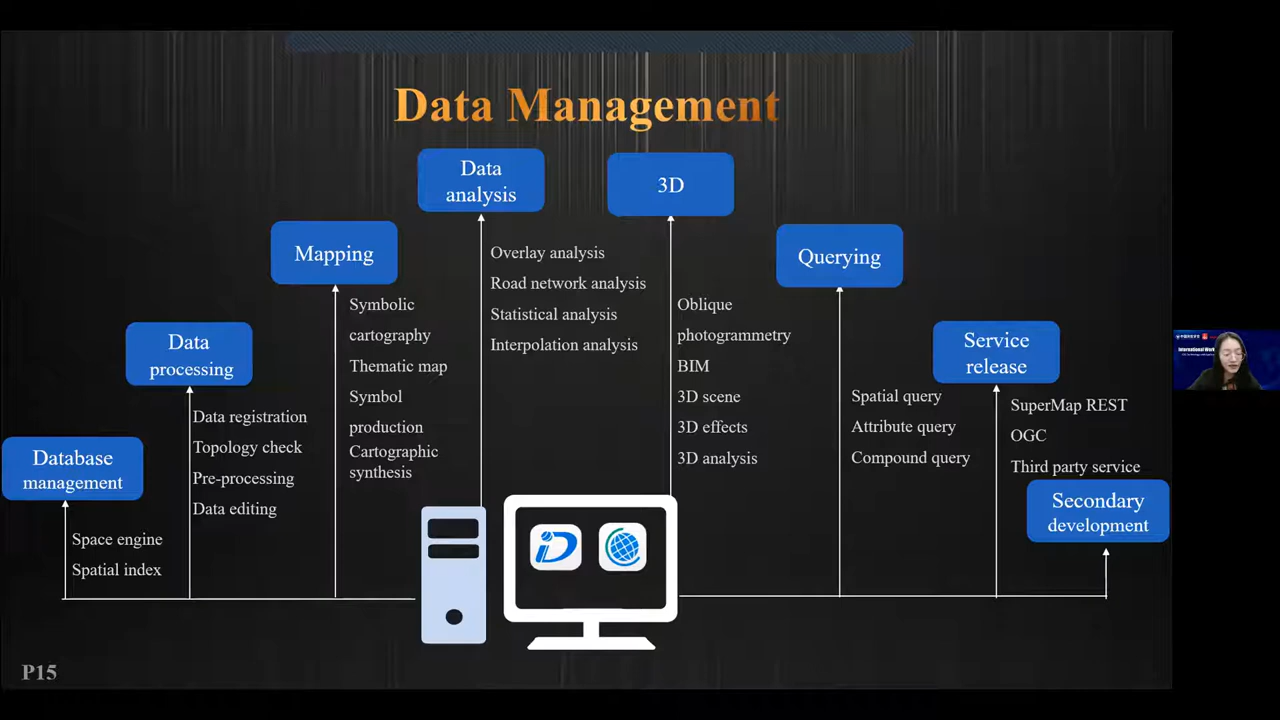 Data Management
Data
analysis
3D
Mapping
Querying
Overlay analysis
Road network analysis
Statistical analysis
Interpolation analysis
Symbolic
cartography
Thematic map
Symbol
production
Cartographic
synthesis
Oblique
photogrammetry
BIM
3D scene
3D effects
3D analysis
Data
processing
Service
release
Data registration
Topology check
Pre-processing
Data editing
Spatial query
Attribute query
Compound query
SuperMap REST
OGC
Third party service
Database
management
Secondary
development
Space engine
Spatial index
iD
P15